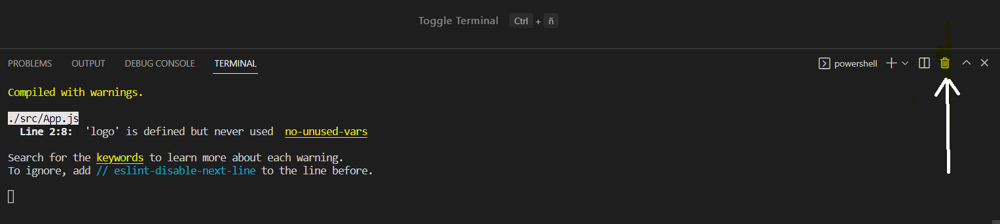 Toggle Terminal Ctrl + ñ
PROBLEMS OUTPUT DEBUG CONSOLE TERMINAL powershell
Compiled with warnings.
./src/App.js
Line 2:8: 'logo' is defined but never used no-unused-vars
Search for the keywords to learn more about each warning.
To ignore, add // eslint-disable-next-line to the line before.